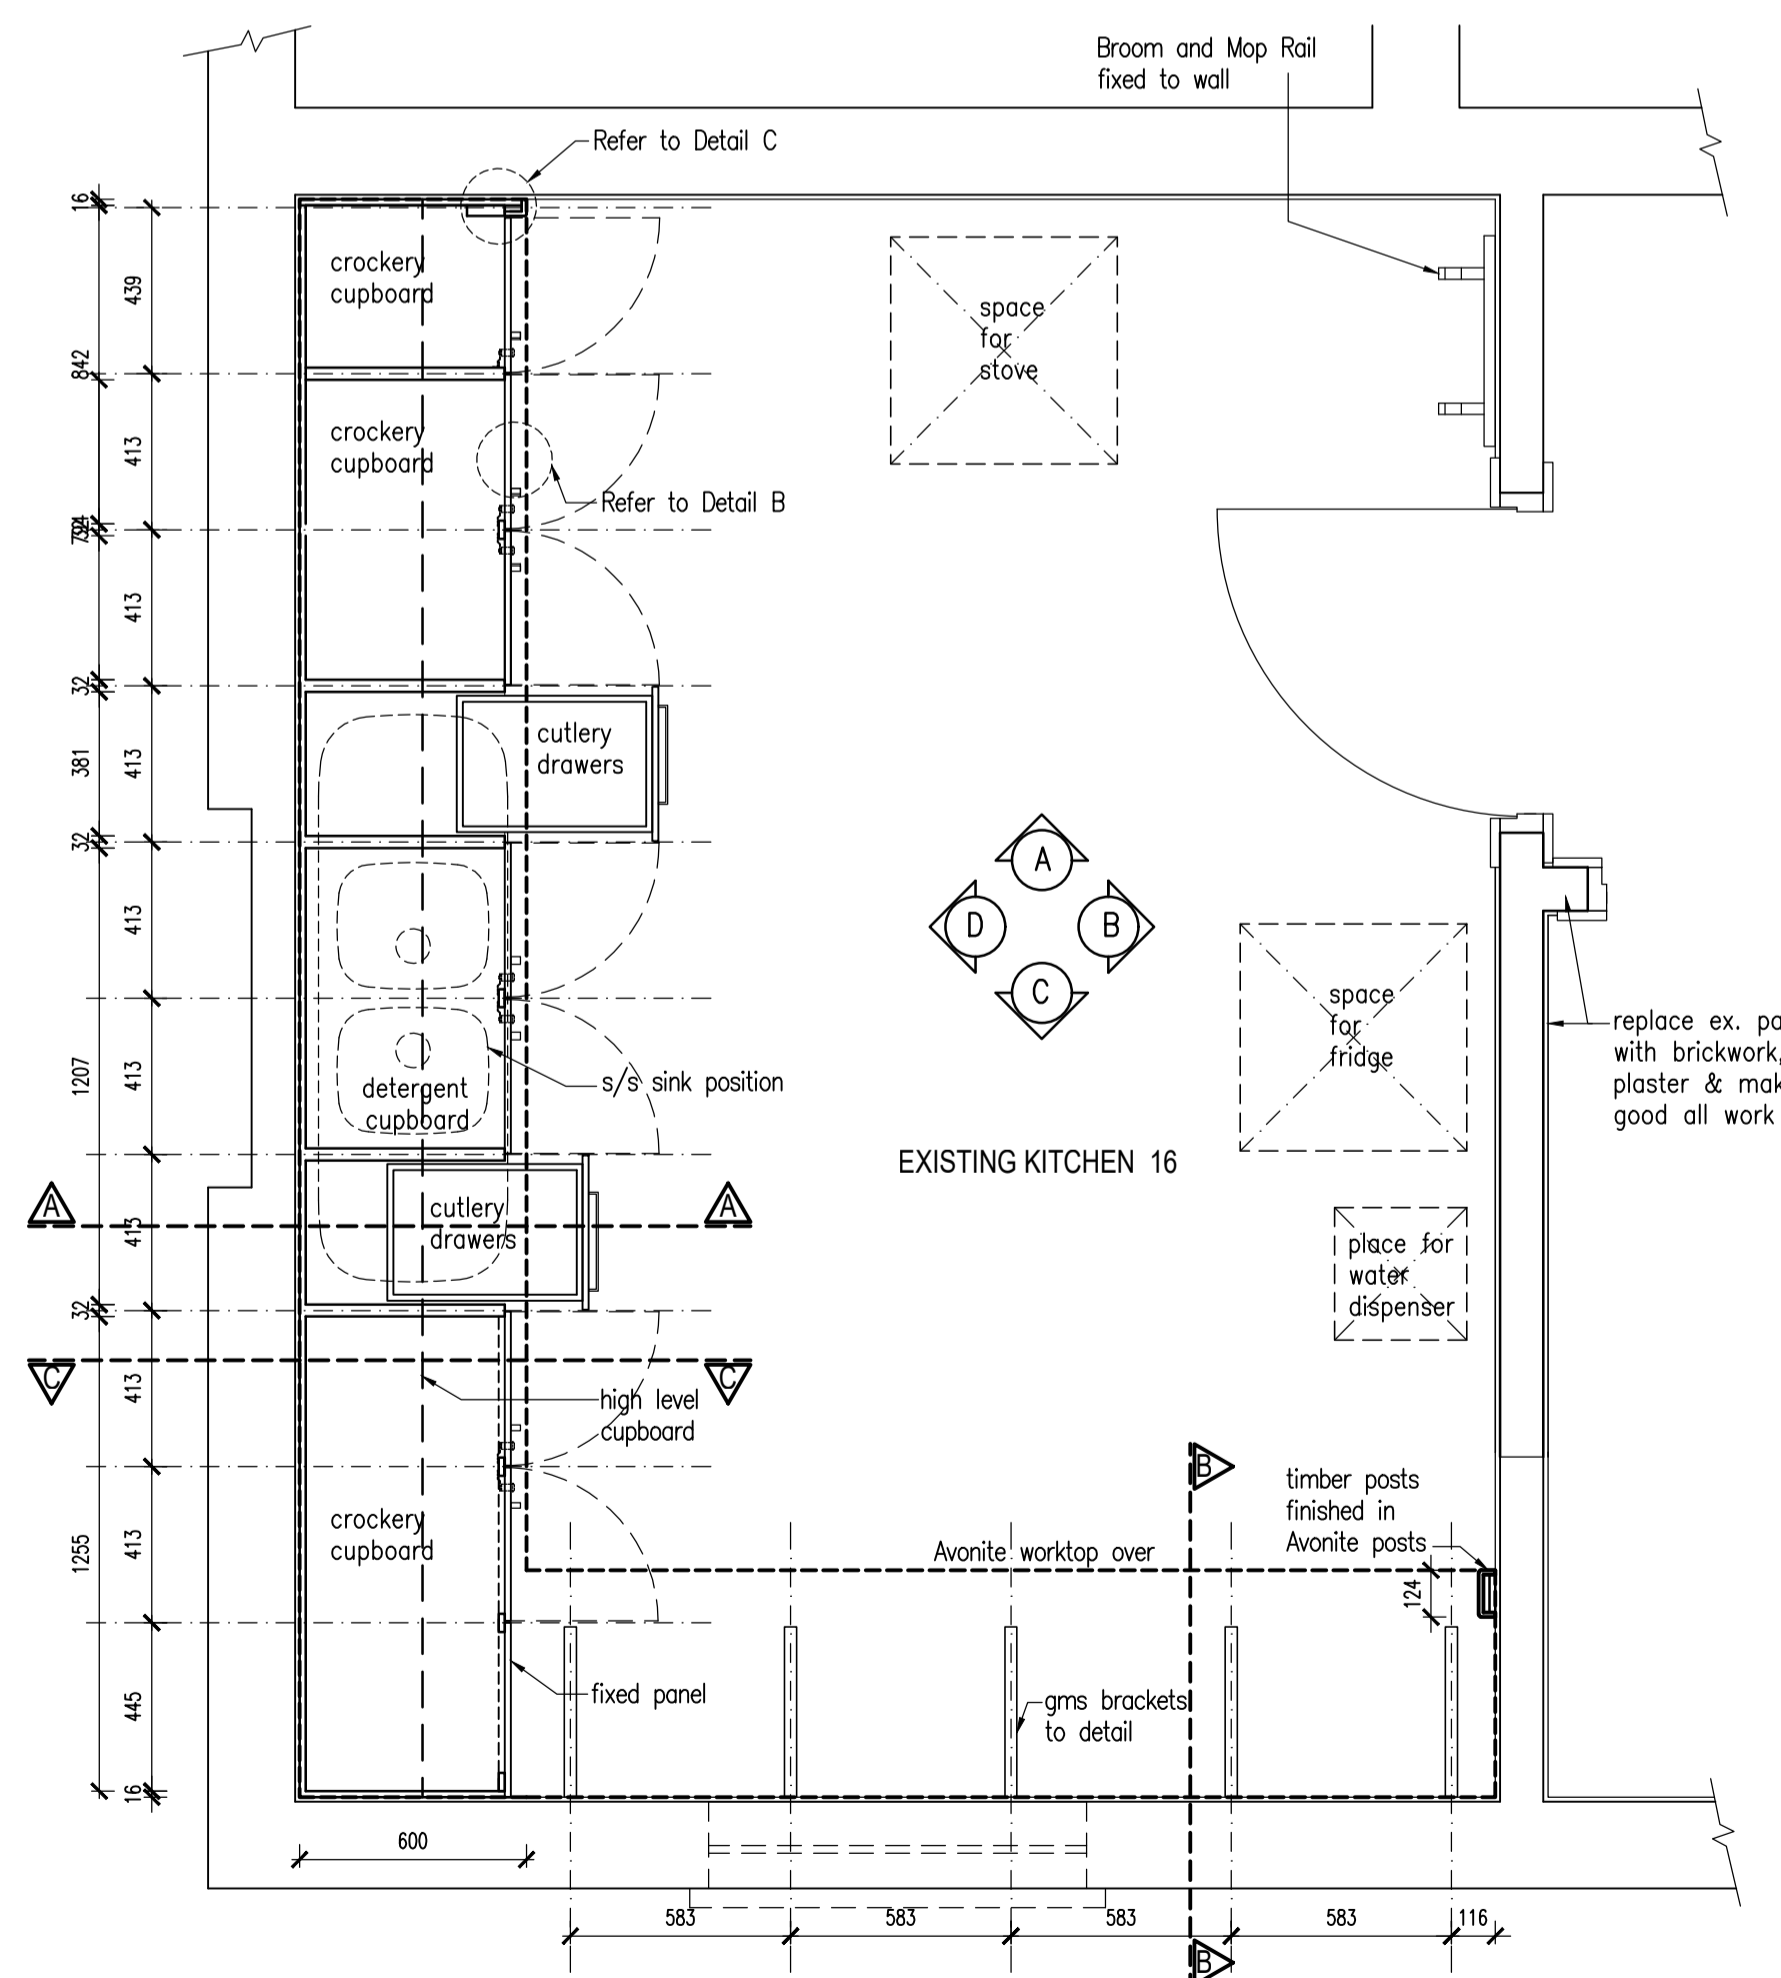 Broom and Mop Rail
fixed to wall
Refer to Detail C
16
439
842
413
413
32
381
413
32
413
1207
413
413
32
413
1255
413
445
16
crockery
cupboard
crockery
cupboard
Refer to Detail B
space
for
stove
cutlery
drawers
A
D
B
C
space
for
fridge
replace ex. pa
with brickwork,
plaster & mak
good all work
s/s sink position
detergent
cupboard
EXISTING KITCHEN 16
A
A
cutlery
drawers
place for
water
dispenser
C
C
high level
cupboard
B
timber posts
finished in
Avonite posts
crockery
cupboard
Avonite worktop over
124
fixed panel
gms brackets
to detail
600
583
583
583
583
116
B